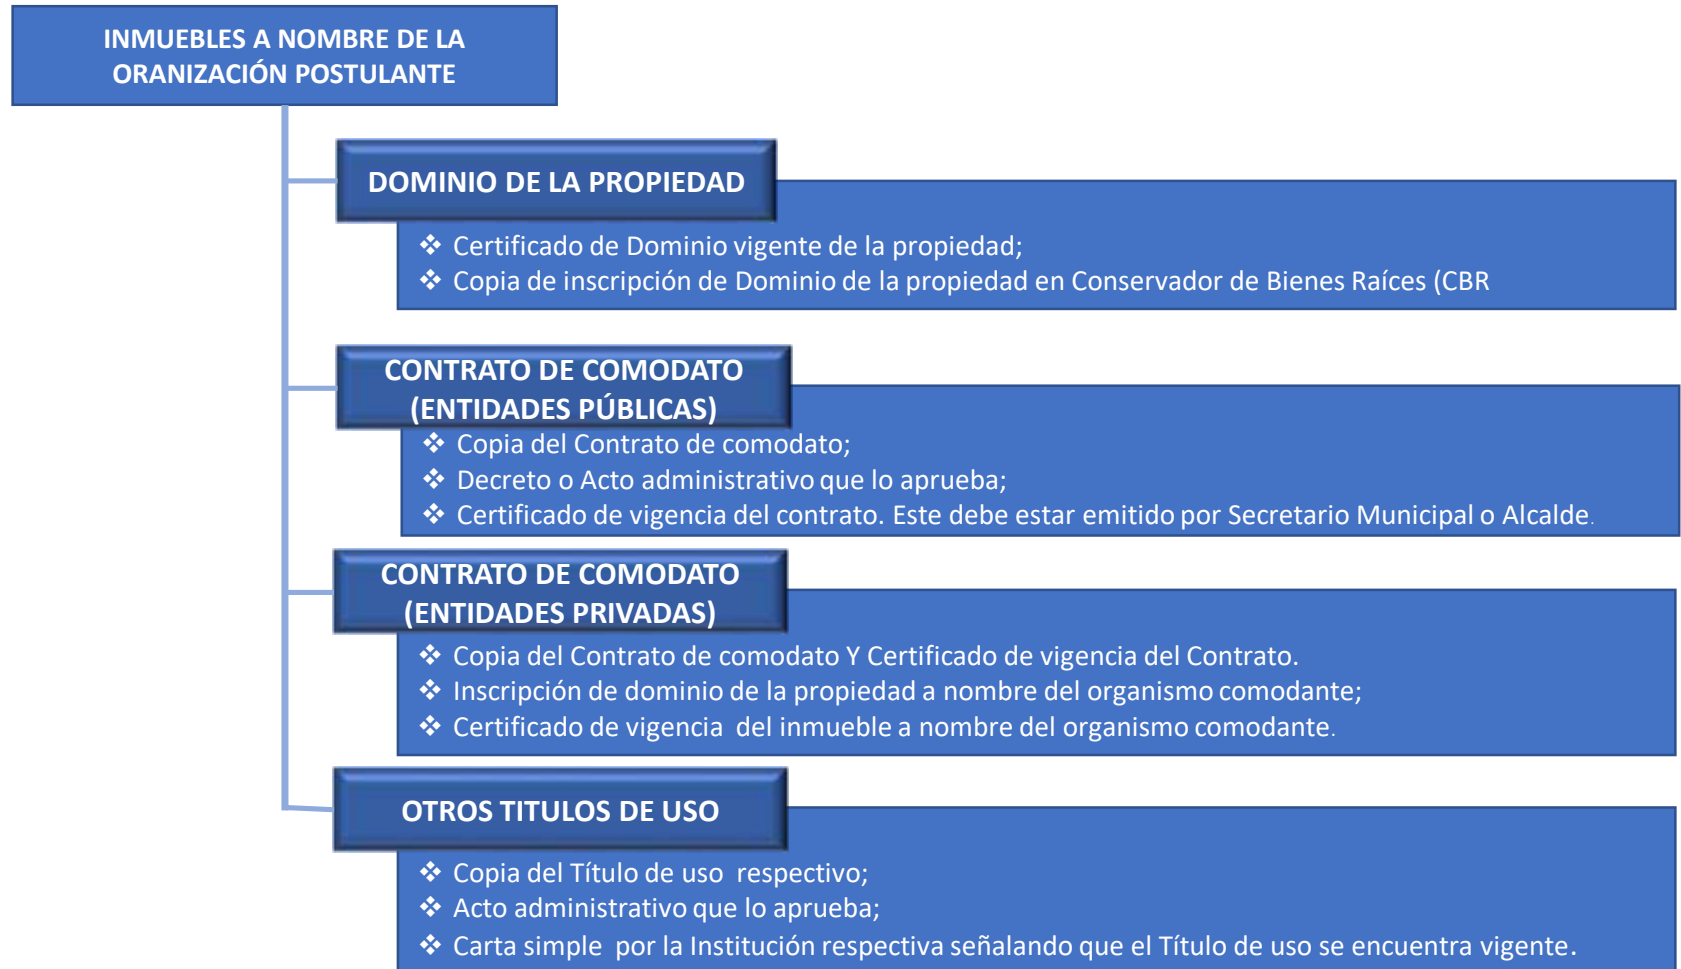 INMUEBLES A NOMBRE DE LA
ORANIZACIÓN POSTULANTE
DOMINIO DE LA PROPIEDAD
❖ Certificado de Dominio vigente de la propiedad;
❖ Copia de inscripción de Dominio de la propiedad en Conservador de Bienes Raíces (CBR
CONTRATO DE COMODATO
(ENTIDADES PÚBLICAS)
❖ Copia del Contrato de comodato;
❖ Decreto o Acto administrativo que lo aprueba;
❖ Certificado de vigencia del contrato. Este debe estar emitido por Secretario Municipal o Alcalde.
CONTRATO DE COMODATO
(ENTIDADES PRIVADAS)
❖ Copia del Contrato de comodato Y Certificado de vigencia del Contrato.
❖ Inscripción de dominio de la propiedad a nombre del organismo comodante;
❖ Certificado de vigencia del inmueble a nombre del organismo comodante.
OTROS TITULOS DE USO
❖ Copia del Título de uso respectivo;
❖ Acto administrativo que lo aprueba;
❖ Carta simple por la Institución respectiva señalando que el Título de uso se encuentra vigente.